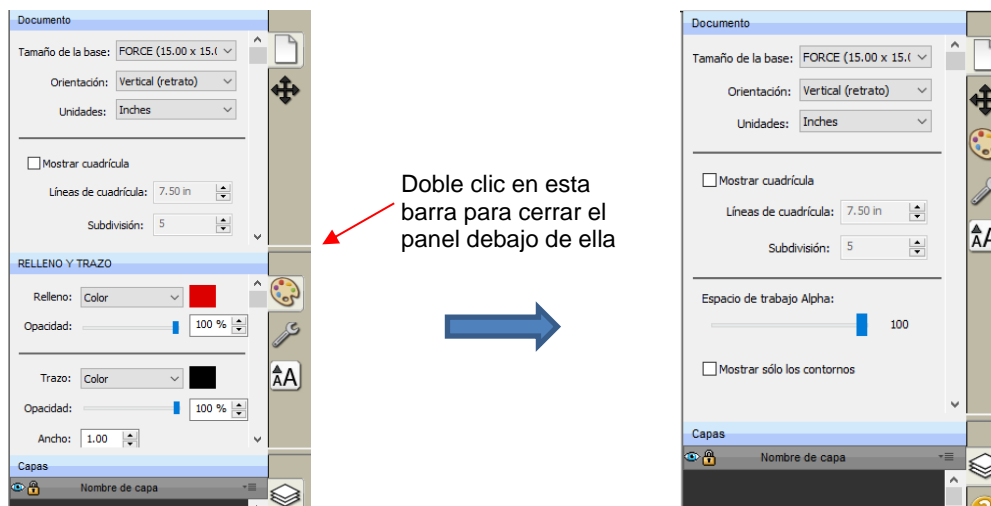 Documento
Tamaño de la base: FORCE (15.00 x 15.(
Orientación: Vertical (retrato)
Unidades: Inches
Mostrar cuadrícula
Líneas de cuadrícula: 7.50 in
Subdivisión: 5
RELLENO Y TRAZO
Relleno: Color
Opacidad: 100 %
AA
Trazo: Color
Opacidad: 100 %
Ancho: 1.00
Capas
Nombre de capa
Doble clic en esta
barra para cerrar el
panel debajo de ella
Documento
Tamaño de la base: FORCE (15.00 x 15.(
Orientación: Vertical (retrato)
Unidades: Inches
Mostrar cuadrícula
Líneas de cuadrícula: 7.50 in
Subdivisión: 5
AA
Espacio de trabajo Alpha:
100
Mostrar sólo los contornos
Capas
Nombre de capa